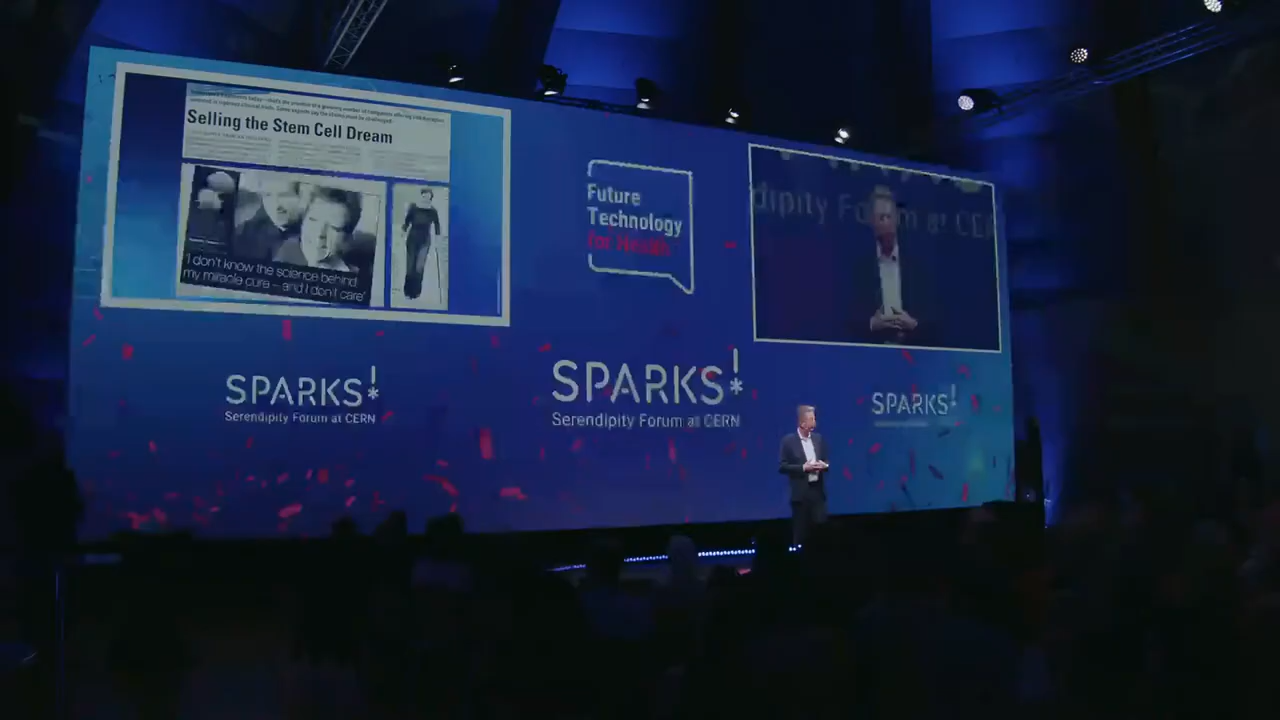 Selling the Stem Cell Dream
'I don't know the science behind
my miracle cure – and I don't care'
Future
Technology
for Health
dipity Forum at CER
SPARKS!
Serendipity Forum at CERN
SPARKS!
Serendipity Forum at CERN
SPARKS!